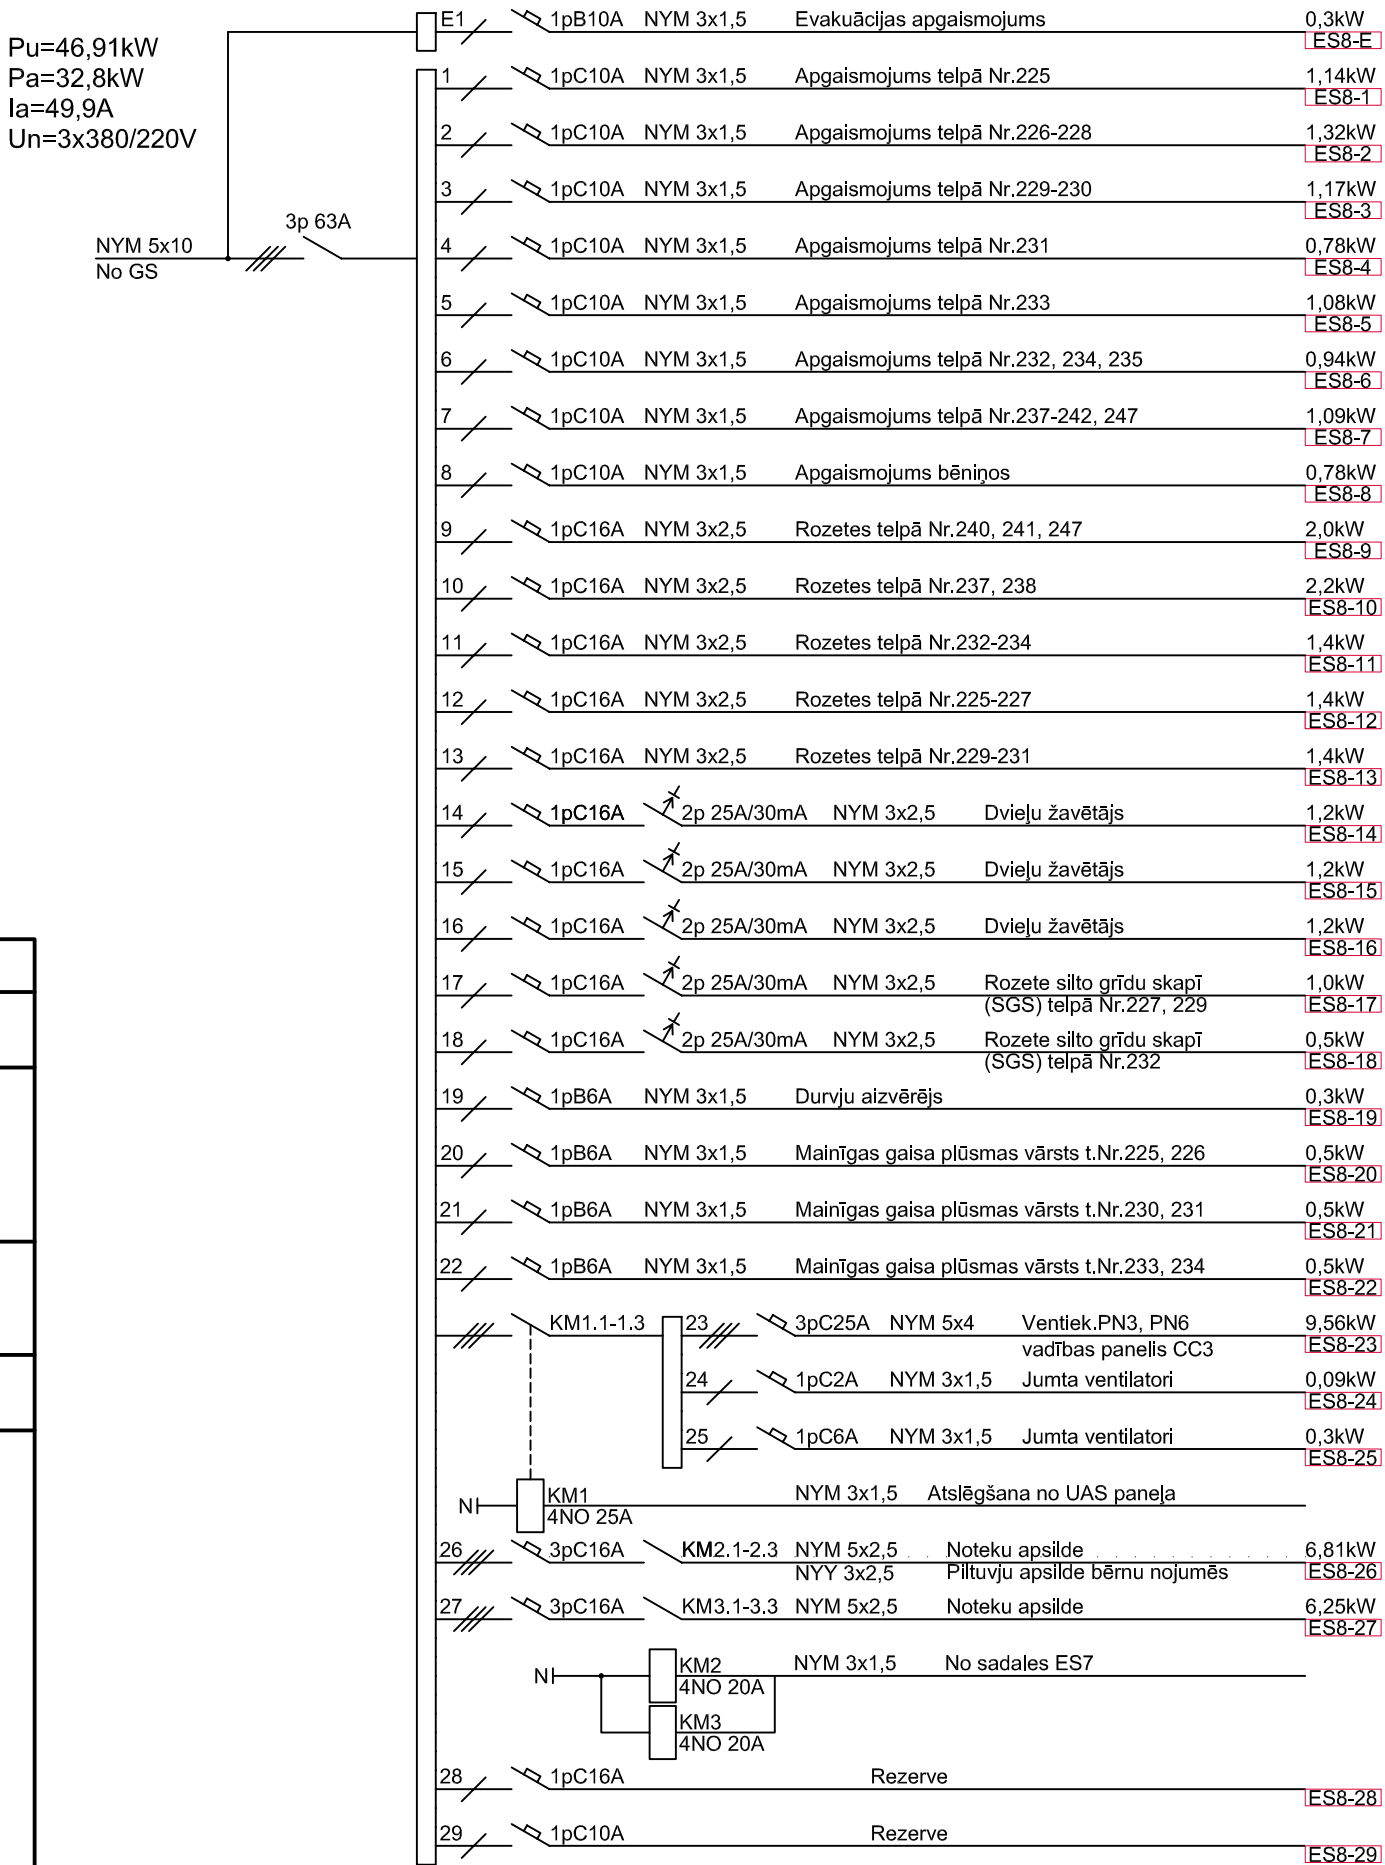 Pu=46,91kW
Pa=32,8kW
Ia=49,9A
Un=3x380/220V
NYM 5x10
No GS
3p 63A
E1 1pB10A NYM 3x1,5 Evakuācijas apgaismojums 0,3kW
ES8-E
1 1pC10A NYM 3x1,5 Apgaismojums telpā Nr.225 1,14kW
ES8-1
2 1pC10A NYM 3x1,5 Apgaismojums telpā Nr.226-228 1,32kW
ES8-2
3 1pC10A NYM 3x1,5 Apgaismojums telpā Nr.229-230 1,17kW
ES8-3
4 1pC10A NYM 3x1,5 Apgaismojums telpā Nr.231 0,78kW
ES8-4
5 1pC10A NYM 3x1,5 Apgaismojums telpā Nr.233 1,08kW
ES8-5
6 1pC10A NYM 3x1,5 Apgaismojums telpā Nr.232, 234, 235 0,94kW
ES8-6
7 1pC10A NYM 3x1,5 Apgaismojums telpā Nr.237-242, 247 1,09kW
ES8-7
8 1pC10A NYM 3x1,5 Apgaismojums bēniņos 0,78kW
ES8-8
9 1pC16A NYM 3x2,5 Rozetes telpā Nr.240, 241, 247 2,0kW
ES8-9
10 1pC16A NYM 3x2,5 Rozetes telpā Nr.237, 238 2,2kW
ES8-10
11 1pC16A NYM 3x2,5 Rozetes telpā Nr.232-234 1,4kW
ES8-11
12 1pC16A NYM 3x2,5 Rozetes telpā Nr.225-227 1,4kW
ES8-12
13 1pC16A NYM 3x2,5 Rozetes telpā Nr.229-231 1,4kW
ES8-13
14 1pC16A 2p 25A/30mA NYM 3x2,5 Dvieļu žavētājs 1,2kW
ES8-14
15 1pC16A 2p 25A/30mA NYM 3x2,5 Dvieļu žavētājs 1,2kW
ES8-15
16 1pC16A 2p 25A/30mA NYM 3x2,5 Dvieļu žavētājs 1,2kW
ES8-16
17 1pC16A 2p 25A/30mA NYM 3x2,5 Rozete silto grīdu skapī 1,0kW
(SGS) telpā Nr.227, 229 ES8-17
18 1pC16A 2p 25A/30mA NYM 3x2,5 Rozete silto grīdu skapī 0,5kW
(SGS) telpā Nr.232 ES8-18
19 1pB6A NYM 3x1,5 Durvju aizvērējs 0,3kW
ES8-19
20 1pB6A NYM 3x1,5 Mainīgas gaisa plūsmas vārsts t.Nr.225, 226 0,5kW
ES8-20
21 1pB6A NYM 3x1,5 Mainīgas gaisa plūsmas vārsts t.Nr.230, 231 0,5kW
ES8-21
22 1pB6A NYM 3x1,5 Mainīgas gaisa plūsmas vārsts t.Nr.233, 234 0,5kW
ES8-22
KM1.1-1.3 23 3pC25A NYM 5x4 Ventiek.PN3, PN6 9,56kW
vadības panelis CC3 ES8-23
24 1pC2A NYM 3x1,5 Jumta ventilatori 0,09kW
ES8-24
25 1pC6A NYM 3x1,5 Jumta ventilatori 0,3kW
ES8-25
N KM1 NYM 3x1,5 Atslēgšana no UAS paneļa
4NO 25A
26 3pC16A KM2.1-2.3 NYM 5x2,5 Noteku apsilde 6,81kW
NYY 3x2,5 Piltuvju apsilde bērnu nojumēs ES8-26
27 3pC16A KM3.1-3.3 NYM 5x2,5 Noteku apsilde 6,25kW
ES8-27
N KM2 NYM 3x1,5 No sadales ES7
4NO 20A
KM3
4NO 20A
28 1pC16A Rezerve
ES8-28
29 1pC10A Rezerve
ES8-29